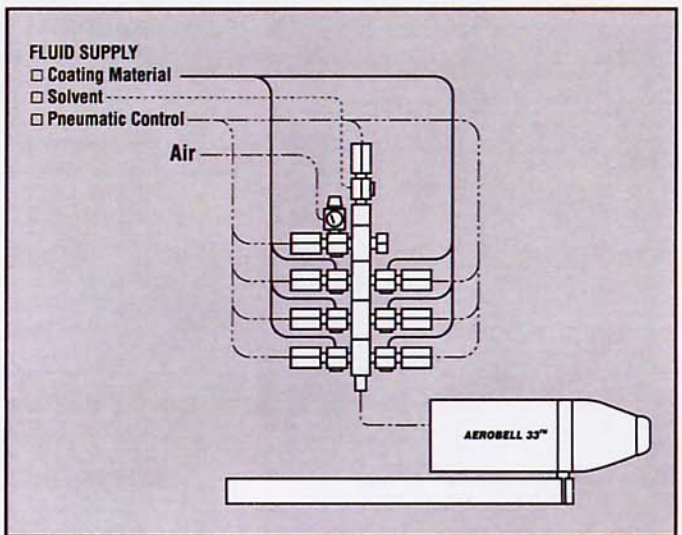 FLUID SUPPLY
□ Coating Material
□ Solvent
□ Pneumatic Control
Air
AEROBELL 33™